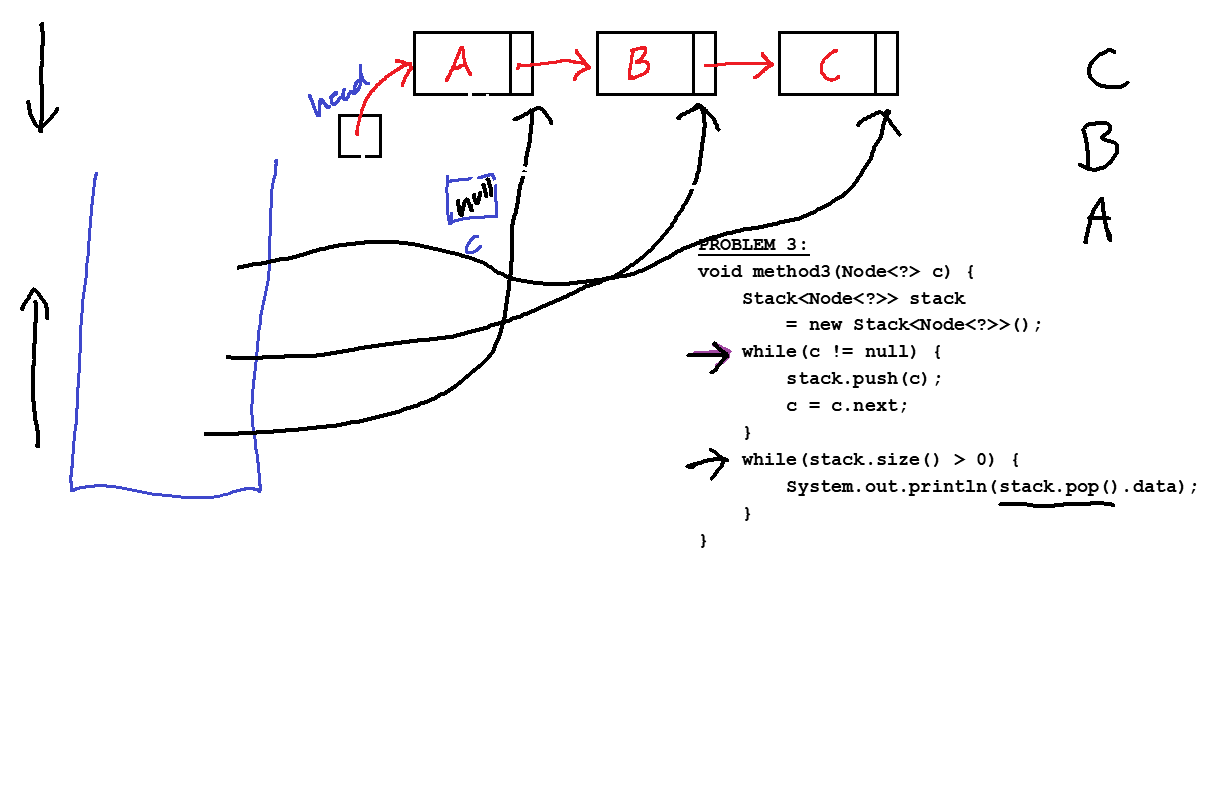 head
A
B
C
null
c
C
B
A
PROBLEM 3:
void method3(Node<?> c) {
    Stack<Node<?>> stack
        = new Stack<Node<?>>();
    while(c != null) {
        stack.push(c);
        c = c.next;
    }
    while(stack.size() > 0) {
        System.out.println(stack.pop().data);
    }
}